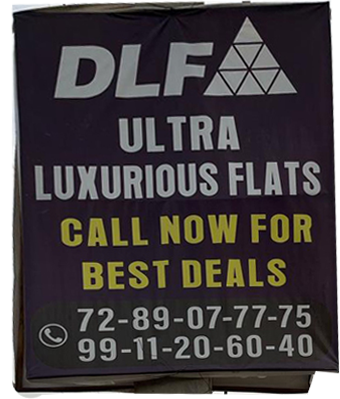 DLF
ULTRA
LUXURIOUS FLATS
CALL NOW FOR
BEST DEALS
72-89-07-77-75
99-11-20-60-40